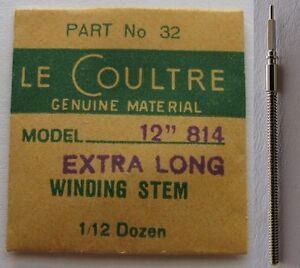 PART No 32
LE COULTRE
GENUINE MATERIAL
MODEL 12" 814
EXTRA LONG
WINDING STEM
1/12 Dozen